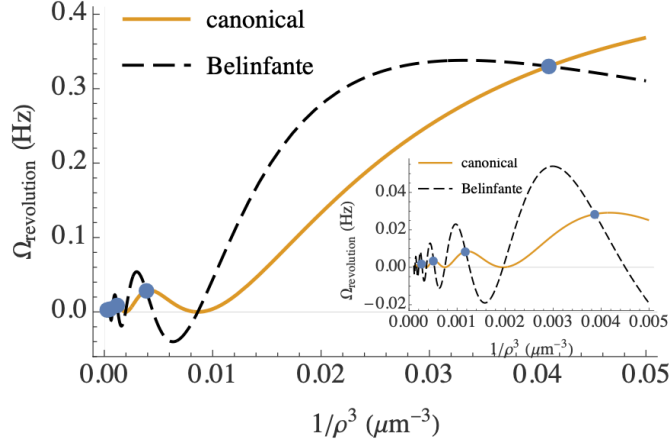 0.4
canonical
Belinfante
0.3
0.2
0.1
0.0
Ωrevolution (Hz)
0.00
0.01
0.02
0.03
0.04
0.05
1/ρ³ (μm⁻³)
canonical
Belinfante
0.04
0.02
0.00
−0.02
Ωrevolution (Hz)
0.000
0.001
0.002
0.003
0.004
0.005
1/ρ³ (μm⁻³)